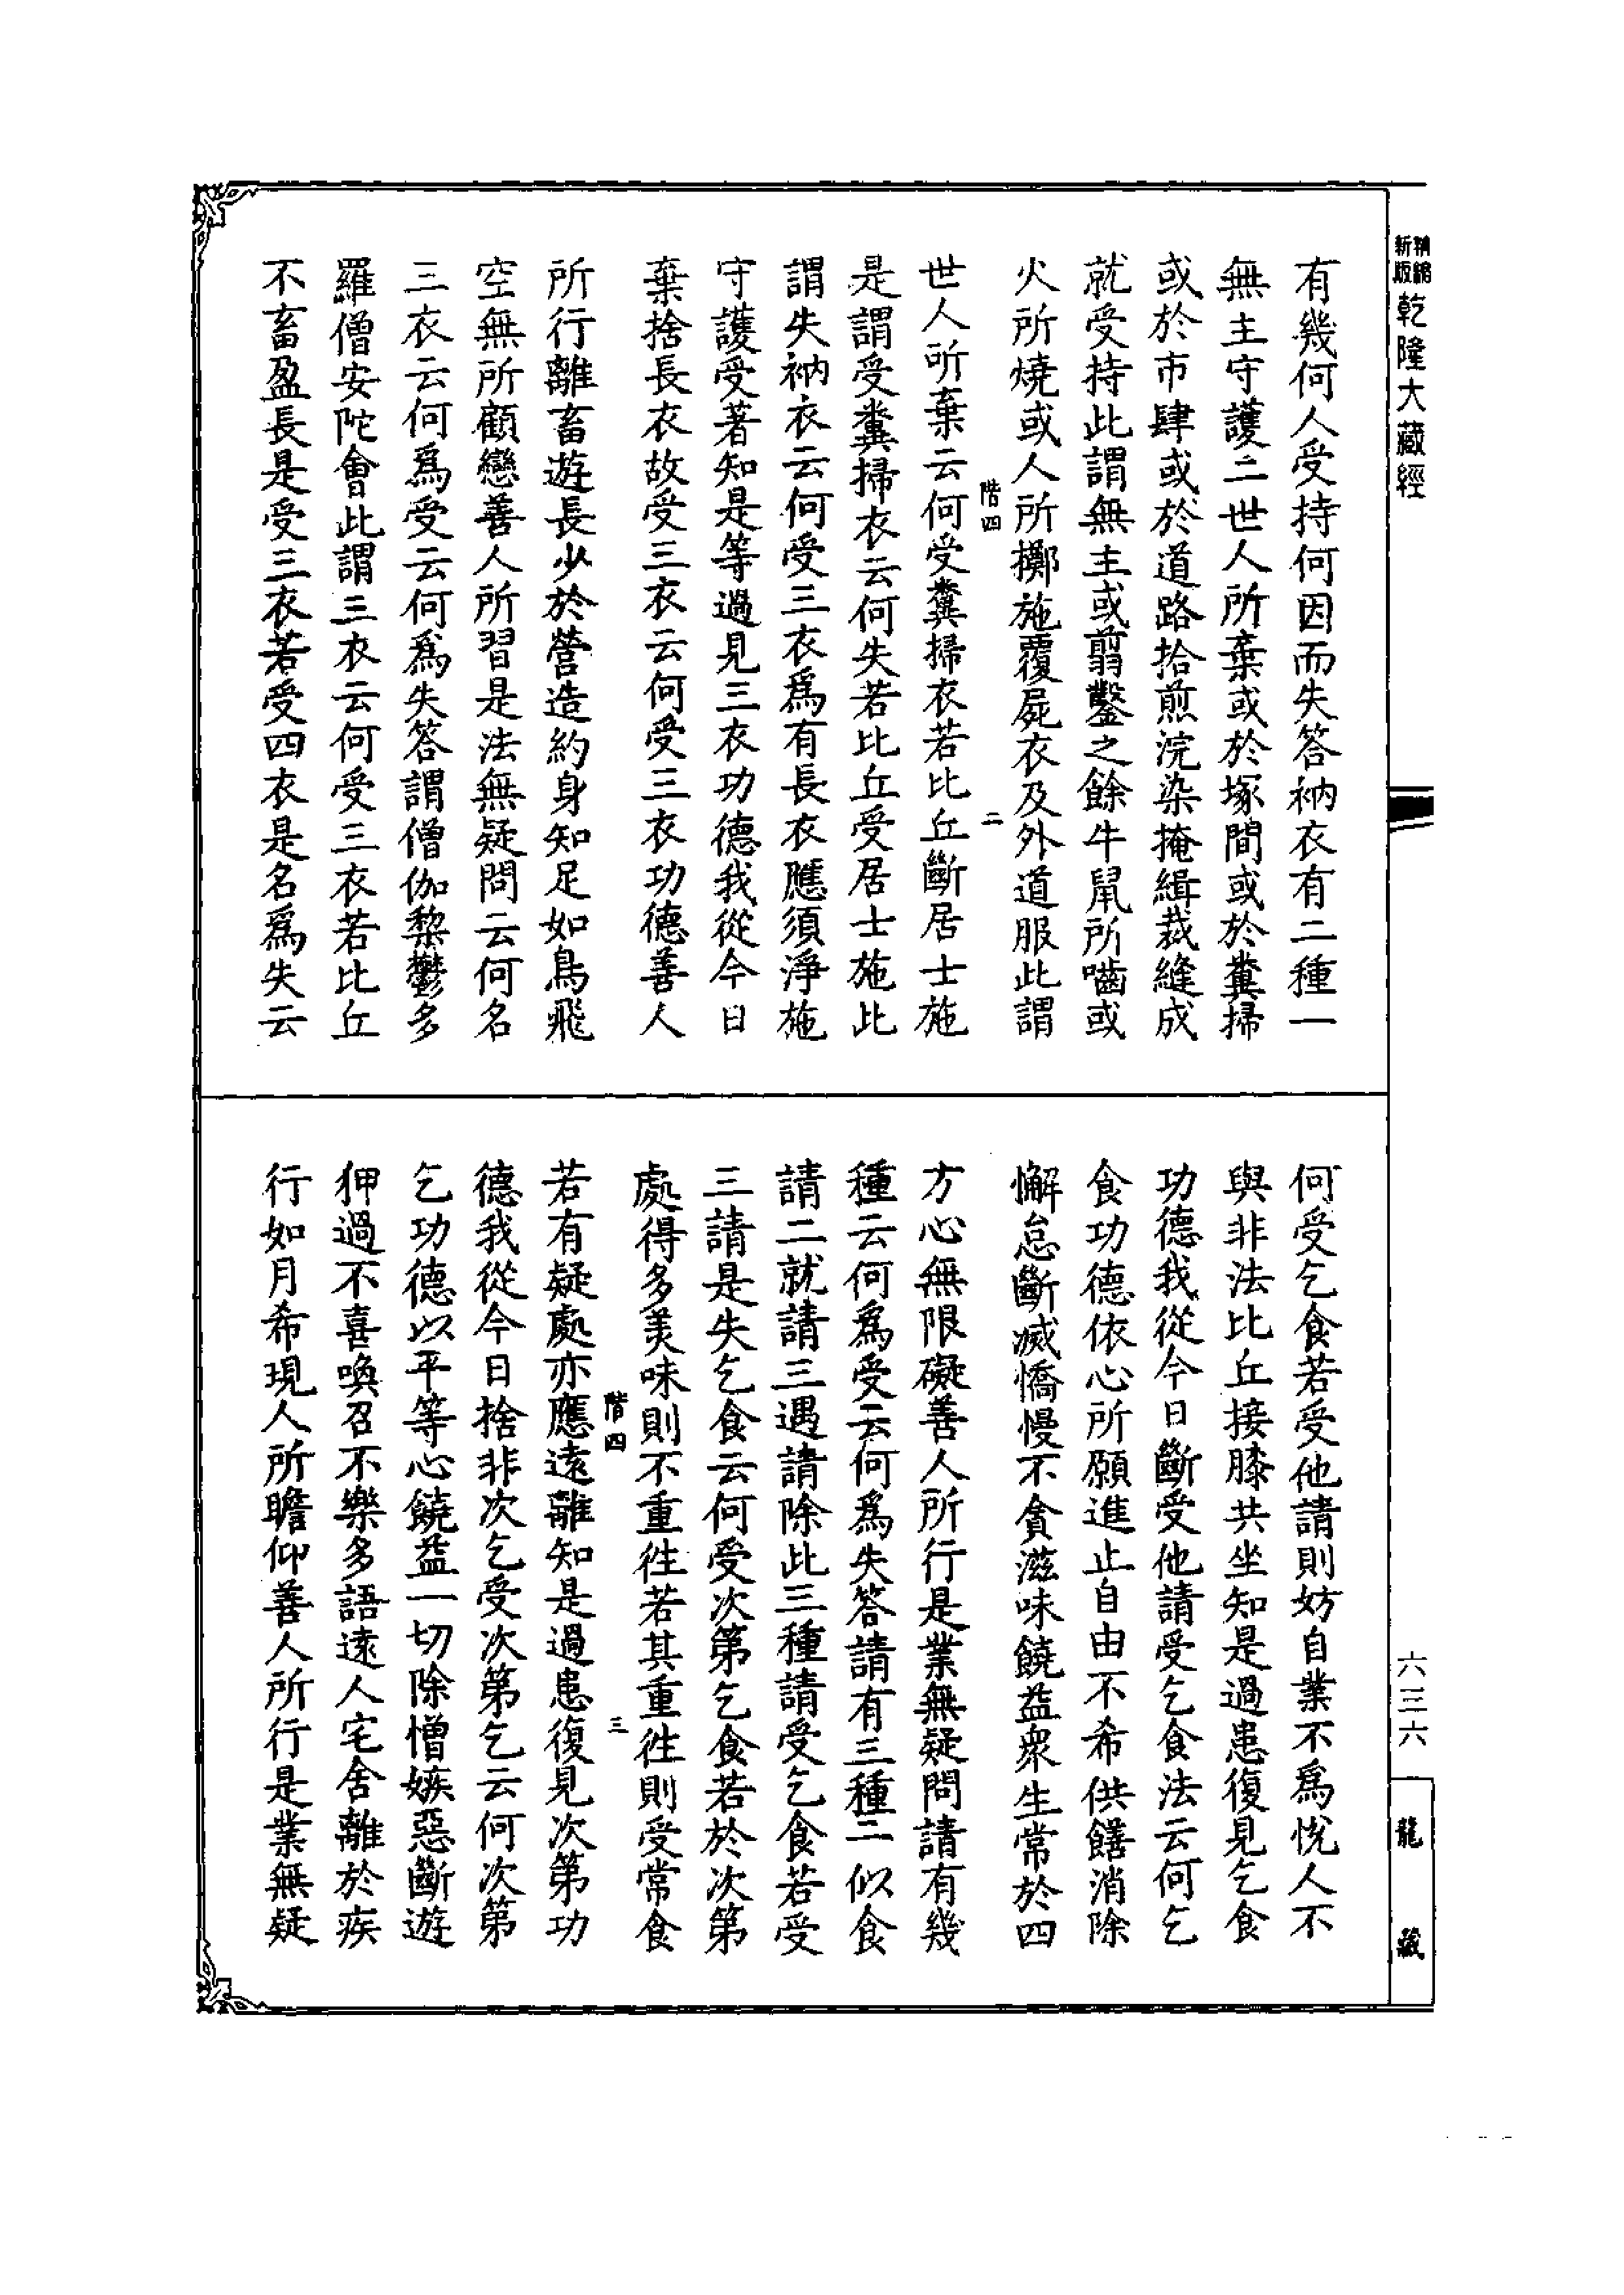 精編新版
乾隆大藏經
有幾何人受持何因而失答衲衣有二種一
無主守護二世人所棄或於塚間或於糞掃
或於市肆或於道路拾煎浣染掩緝裁縫成
就受持此謂無主或翦鑿之餘牛鼠所嚙或
火所燒或人所擲施覆屍衣及外道服此謂
階四 二
世人所棄云何受糞掃衣若比丘斷居士施
是謂受糞掃衣云何失若比丘受居士施此
謂失衲衣云何受三衣爲有長衣應須淨施
守護受著知是等過見三衣功德我從今日
棄捨長衣故受三衣云何受三衣功德善人
所行離畜遊長少於營造約身知足如鳥飛
空無所顧戀善人所習是法無疑問云何名
三衣云何爲受云何爲失答謂僧伽棃鬱多
羅僧安陀會此謂三衣云何受三衣若比丘
不畜盈長是受三衣若受四衣是名爲失云
何受乞食若受他請則妨自業不爲悅人不
與非法比丘接膝共坐知是過患復見乞食
功德我從今日斷受他請受乞食法云何乞
食功德依心所願進止自由不希供饍消除
懈怠斷滅憍慢不貪滋味饒益衆生常於四
方心無限礙善人所行是業無疑問請有幾
種云何爲受云何爲失答請有三種二似食
請二就請三遇請除此三種請受乞食若受
三請是失乞食云何受次第乞食若於次第
處得多美味則不重往若其重往則受常食
階四 三
若有疑處亦應遠離知是過患復見次第功
德我從今日捨非次乞受次第乞云何次第
乞功德以平等心饒益一切除憎嫉惡斷遊
狎過不喜喚召不樂多語遠人宅舍離於疾
行如月希現人所瞻仰善人所行是業無疑
六三六
龍藏